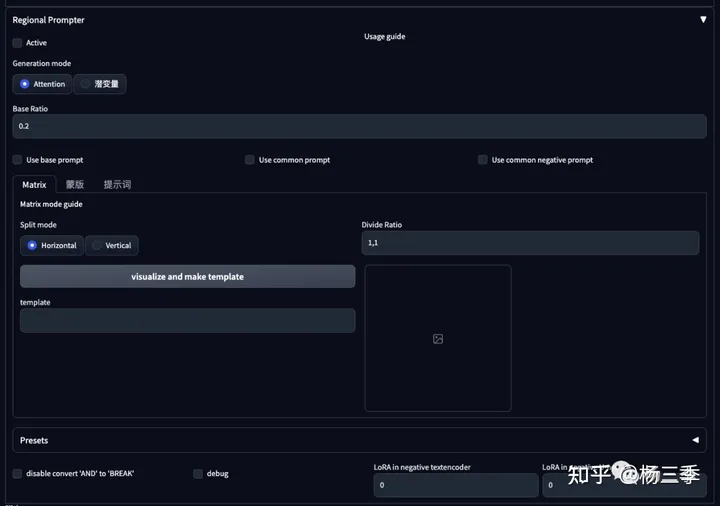 Regional Prompter
▼
Active
Usage guide
Generation mode
Attention 潜变量
Base Ratio
0.2
Use base prompt Use common prompt Use common negative prompt
Matrix 蒙版 提示词
Matrix mode guide
Split mode Divide Ratio
Horizontal Vertical 1,1
visualize and make template
template
Presets ◀
disable convert 'AND' to 'BREAK' debug LoRA in negative textencoder LoRA in negative
0 0
知乎 @杨三季